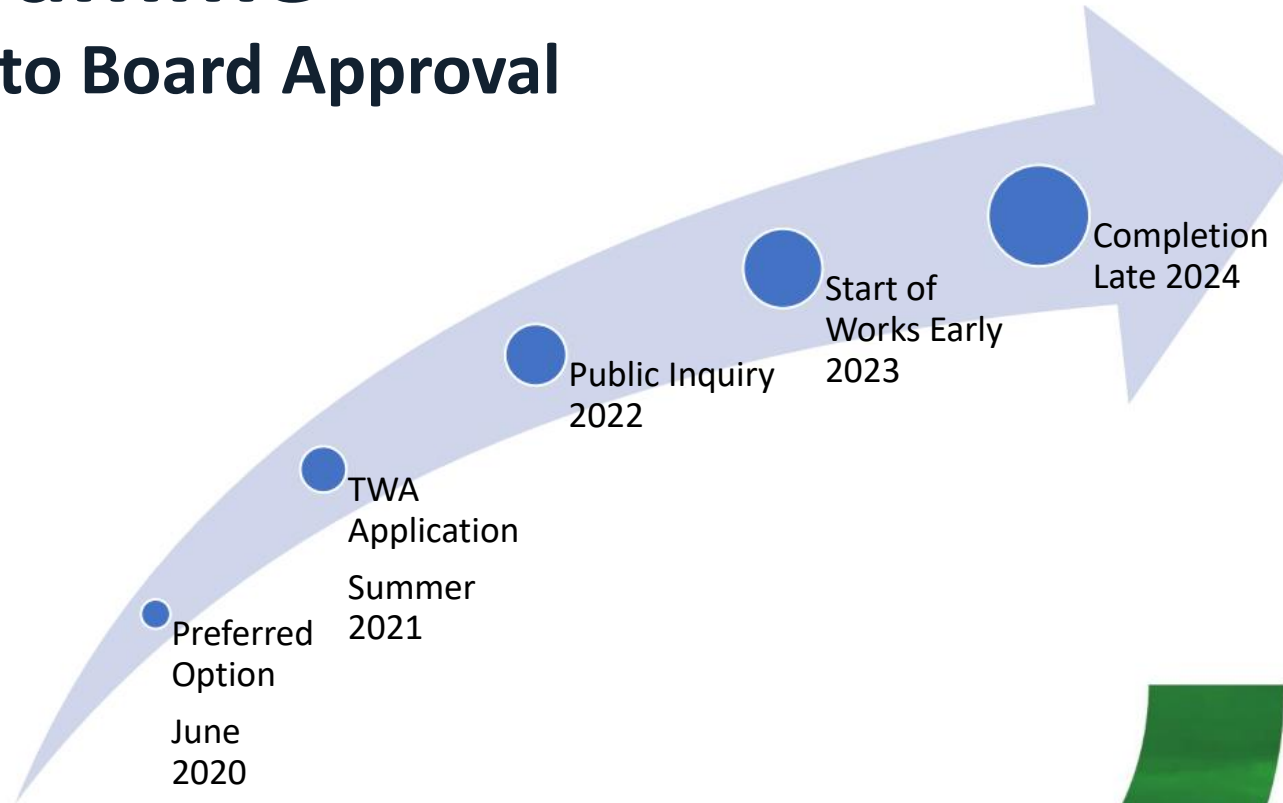 to Board Approval
Completion
Late 2024
Start of
Works Early
2023
Public Inquiry
2022
TWA
Application
Summer
2021
Preferred
Option
June
2020